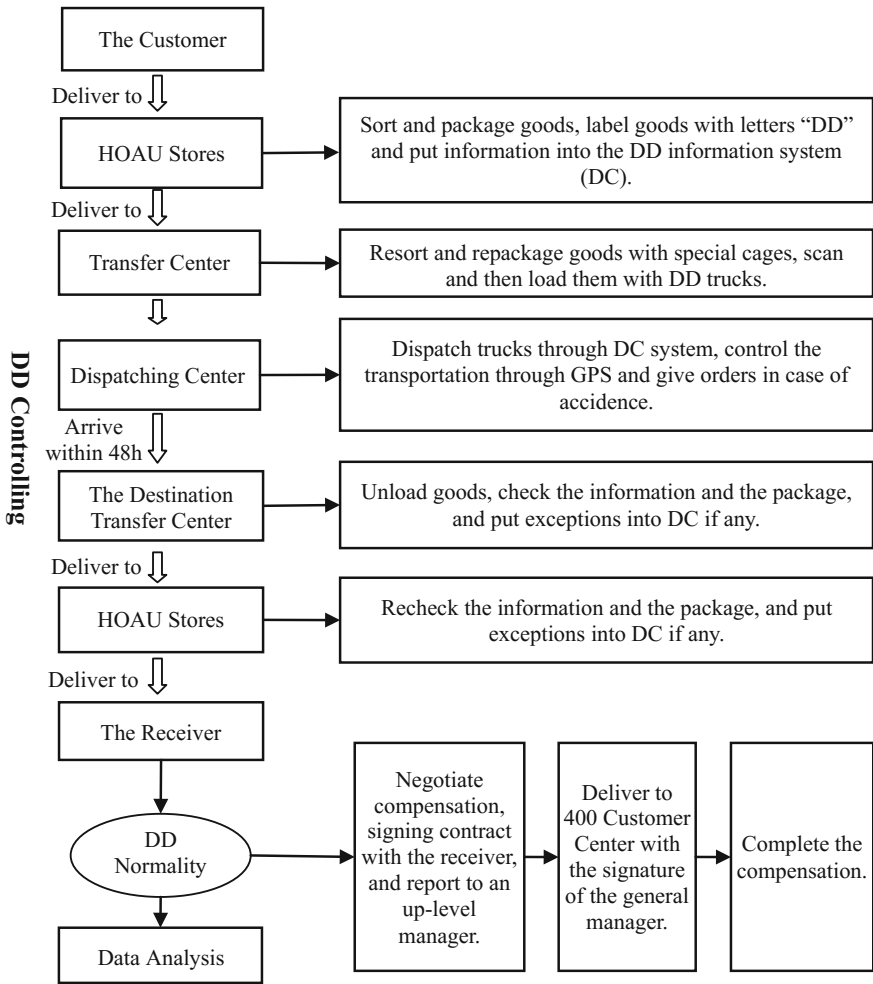 The Customer
Deliver to
HOAU Stores
Sort and package goods, label goods with letters “DD”
and put information into the DD information system
(DC).
Deliver to
Transfer Center
Resort and repackage goods with special cages, scan
and then load them with DD trucks.
DD Controlling
Dispatching Center
Dispatch trucks through DC system, control the
transportation through GPS and give orders in case of
accidence.
Arrive
within 48h
The Destination
Transfer Center
Unload goods, check the information and the package,
and put exceptions into DC if any.
Deliver to
HOAU Stores
Recheck the information and the package, and put
exceptions into DC if any.
Deliver to
The Receiver
DD
Normality
Negotiate
compensation,
signing contract
with the receiver,
and report to an
up-level
manager.
Deliver to
400 Customer
Center with
the signature
of the general
manager.
Complete the
compensation.
Data Analysis